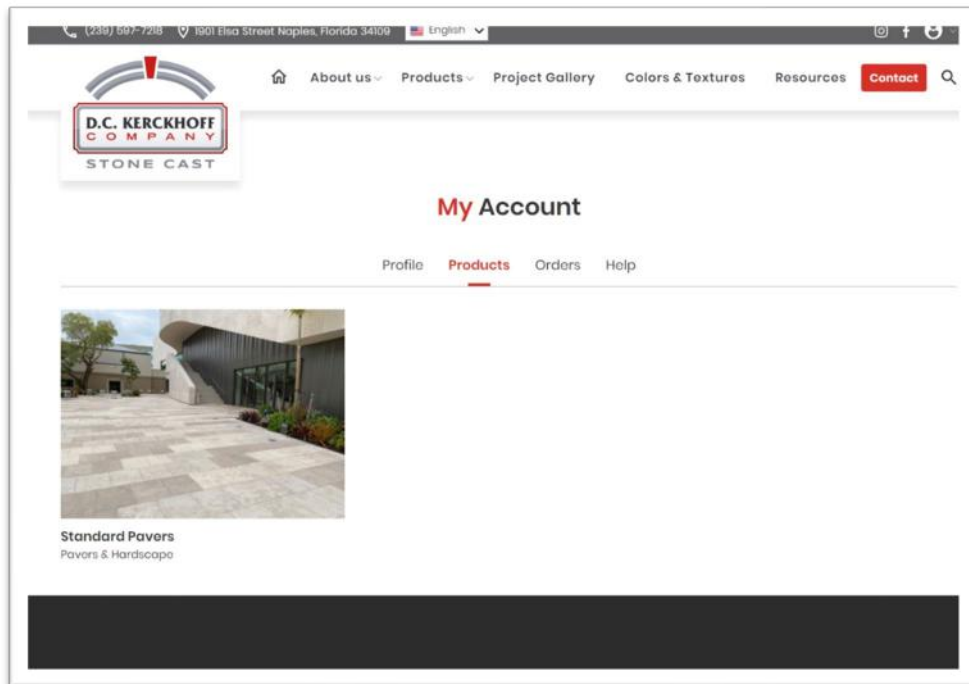 (239) 597-7218 1901 Elsa Street Naples, Florida 34109 English
About us Products Project Gallery Colors & Textures Resources Contact
D.C. KERCKHOFF
COMPANY
STONE CAST
My Account
Profile Products Orders Help
Standard Pavers
Pavers & Hardscape